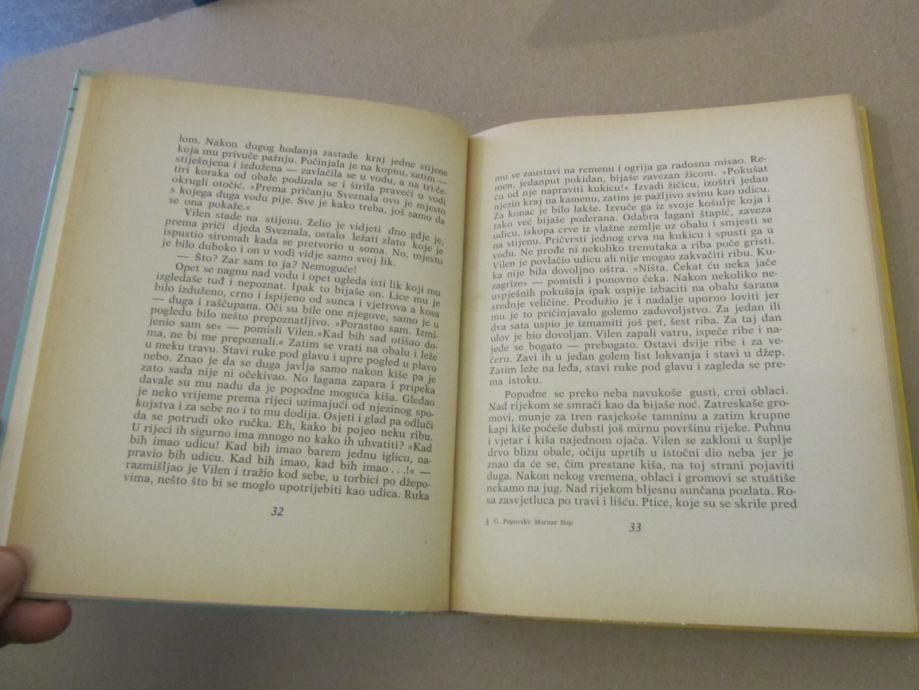 lom. Nakon dugog hodanja zastade kraj jedne stijene
koja mu privuče pažnju. Počinjala je na kopnu, zatim —
stiješnjena i izdužena — zavlačila se u vodu, a na tri-če-
tiri koraka od obale podizala se i širila praveći u vodi
okrugli otočić. »Prema pričanju Sveznala ovo je mjesto
s kojega duga vodu pije. Sve je kako treba, još samo da
se ona pokaže.«
Vilen stade na stijenu. Želio je vidjeti dno gdje je,
prema priči djeda Sveznala, ostalo ležati zlato koje je
ispustio siromah kada se pretvorio u soma. No, mjesto
je bilo duboko i on u vodi vidje samo svoj lik.
— Što? Zar sam to ja? Nemoguće!
Opet se nagnu nad vodu i opet ugleda isti lik koji mu
izgledaše tuđ i nepoznat. Ipak to bijaše on. Lice mu je
bilo izduženo, crno i ispijeno od sunca i vjetrova a kosa
— duga i raščupana. Oči su bile one njegove, samo je u
pogledu bilo nešto prepoznatljivo. »Porastao sam. Izmi-
jenio sam se« — pomisli Vilen.»Kad bih sad otišao do-
ma, ne bi me prepoznali.« Zatim se vrati na obalu i leže
u meku travu. Stavi ruke pod glavu i upre pogled u plavo
nebo. Znao je da se duga javlja samo nakon kiše pa je
zato sada nije ni očekivao. No lagana zapara i pripeka
davale su mu nadu da je popodne moguća kiša. Gledao
je neko vrijeme prema rijeci uzimajući od njezinog spo-
kojstva i za sebe no i to mu dodija. Osjeti i glad pa odluči
da se potrudi oko ručka. Eh, kako bi pojeo neku ribu.
U rijeci ih sigurno ima mnogo no kako ih uhvatiti? »Kad
bih imao udicu! Kad bih imao barem jednu iglicu, na-
pravio bih udicu. Kad bih imao, kad bih imao . . .!« —
razmišljao je Vilen i tražio kod sebe, u torbici po džepo-
vima, nešto što bi se moglo upotrijebiti kao udica. Ruka
32
mu se zaustavi na remenu i ogrija ga radosna misao. Re-
men, jedanput pokidan, bijaše zavezan žicom. »Pokušat
ću od nje napraviti kukicu!« Izvadi žičicu, izoštri jedan
njezin kraj na kamenu, zatim je pažljivo svinu kao udicu.
Za konac je bilo lakše. Izvuče ga iz svoje košulje koja i
tako već bijaše poderana. Odabra lagani štapić, zaveza
udicu, iskopa crve iz vlažne zemlje uz obalu i smjesti se
na stijenu. Pričvrsti jednog crva na kukicu i spusti ga u
vodu. Ne prođe ni nekoliko tremutaka a riba poče gristi.
Vilen je povlačio udicu ali nije mogao zakvačiti ribu. Ku-
ka nije bila dovoljno oštra. »Ništa. Čekat ću neka jače
zagrize« — pomisli i ponovno čeka. Nakon nekoliko ne-
uspješnih pokušaja ipak uspije izbaciti na obalu šarana
srednje veličine. Produžio je i nadalje uporno loviti jer
mu je to pričinjavalo golemo zadovoljstvo. Za jedan ili
dva sata uspio je izmamiti još pet, šest riba. Za taj dan
ulov je bio dovoljan. Vilen zapali vatru, ispeče ribe i na-
jede se bogato — prebogato. Ostavi dvije ribe i za ve-
čeru. Zavi ih u jedan golem list lokvanja i stavi u džep.
Zatim leže na leđa, stavi ruke pod glavu i zagleda se pre-
ma istoku.
Popodne se preko neba navukoše gusti, crni oblaci.
Nad rijekom se smrači kao da bijaše noć. Zatreskaše gro-
movi, munje za tren rasjekoše tamninu a zatim krupne
kapi kiše počeše dubsti još mirnu površinu rijeke. Puhnu
i vjetar i kiša najednom ojača. Vilen se zakloni u šuplje
drvo blizu obale, očiju uprtih u istočni dio neba jer je
znao da će se, čim prestane kiša, na toj strani pojaviti
duga. Nakon nekog vremena, oblaci i gromovi se stuštiše
nekamo na jug. Nad rijekom bljesnu sunčana pozlata. Ro-
sa zasvjetluca po travi i lišću. Ptice, koje su se skrile pred
3 G. Popovski: Mornar Nep
33